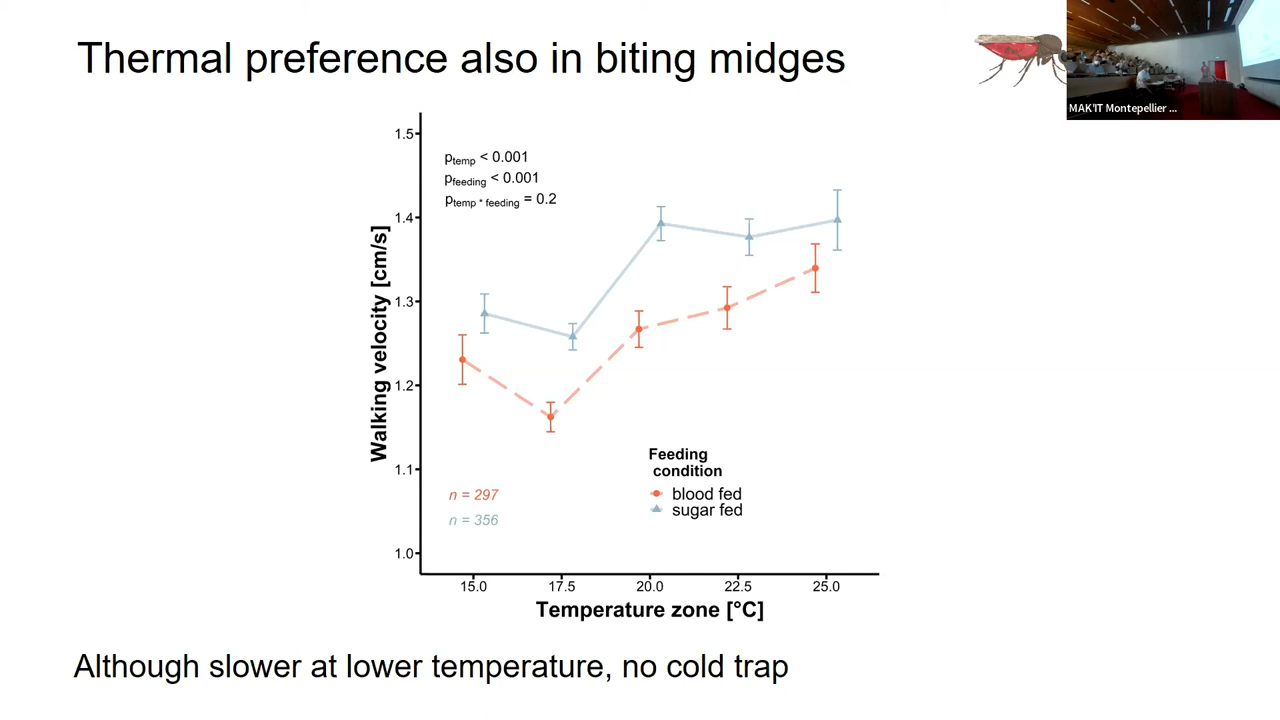 Thermal preference also in biting midges
MAK'IT Montepellier ...
1.5
1.4
1.3
1.2
1.1
1.0
Walking velocity [cm/s]
ptemp < 0.001
pfeeding < 0.001
ptemp * feeding = 0.2
n = 297
n = 356
Feeding
condition
blood fed
sugar fed
15.0 17.5 20.0 22.5 25.0
Temperature zone [°C]
Although slower at lower temperature, no cold trap